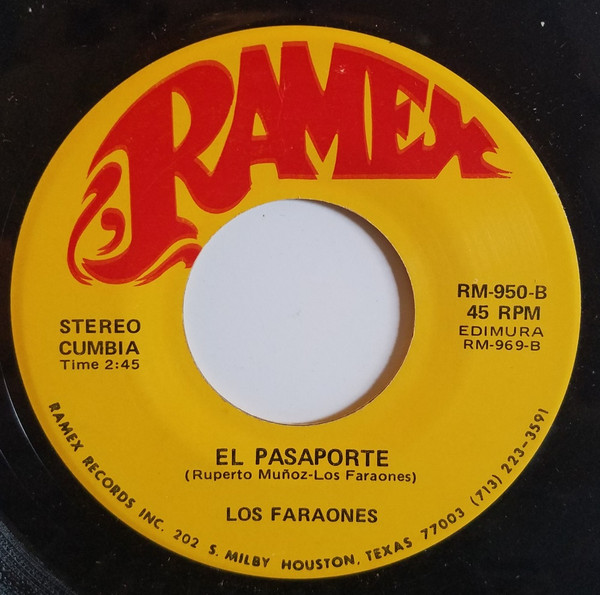 RAMEX
STEREO
CUMBIA
Time 2:45
RM-950-B
45 RPM
EDIMURA
RM-969-B
EL PASAPORTE
(Ruperto Muñoz-Los Faraones)
LOS FARAONES
RAMEX RECORDS INC. 202 S. MILBY HOUSTON, TEXAS 77003 (713) 223-3591